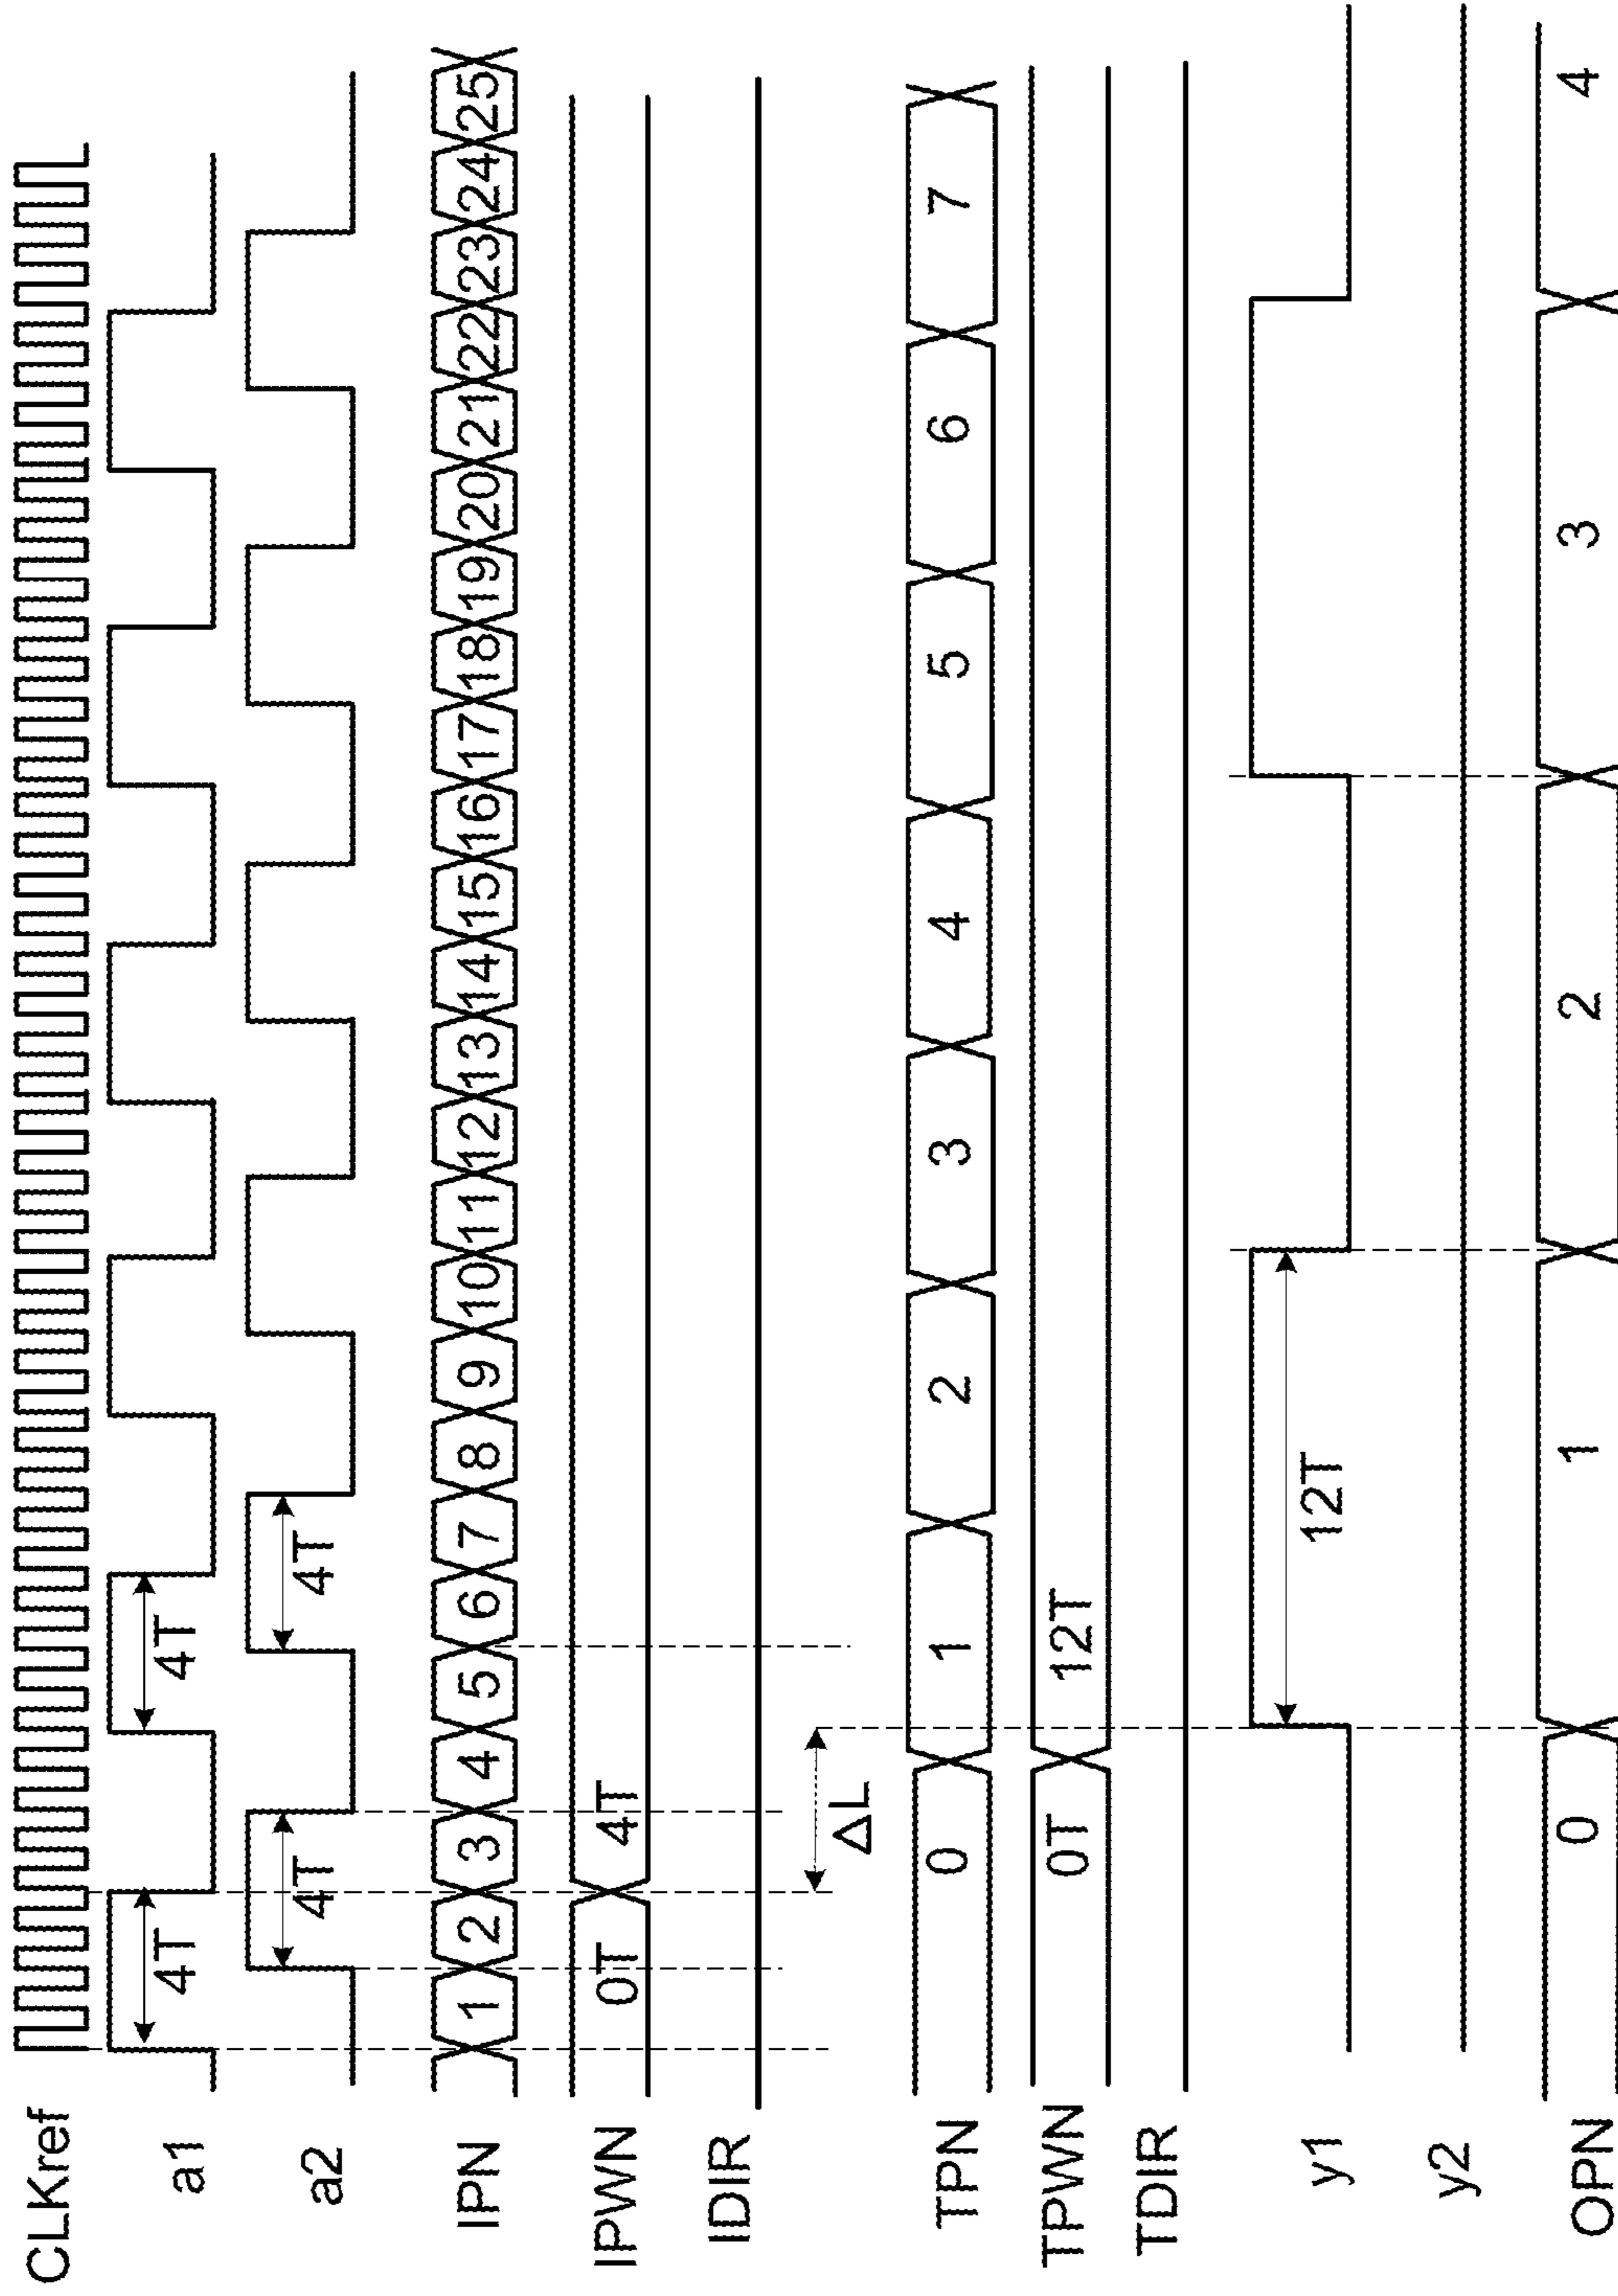 CLKref
a1 4T 4T
a2 4T 4T
IPN 1 2 3 4 5 6 7 8 9 10 11 12 13 14 15 16 17 18 19 20 21 22 23 24 25
IPWN 0T 4T
IDIR
ΔL
TPN 0 1 2 3 4 5 6 7
TPWN 0T 12T
TDIR
y1 12T
y2
OPN 0 1 2 3 4